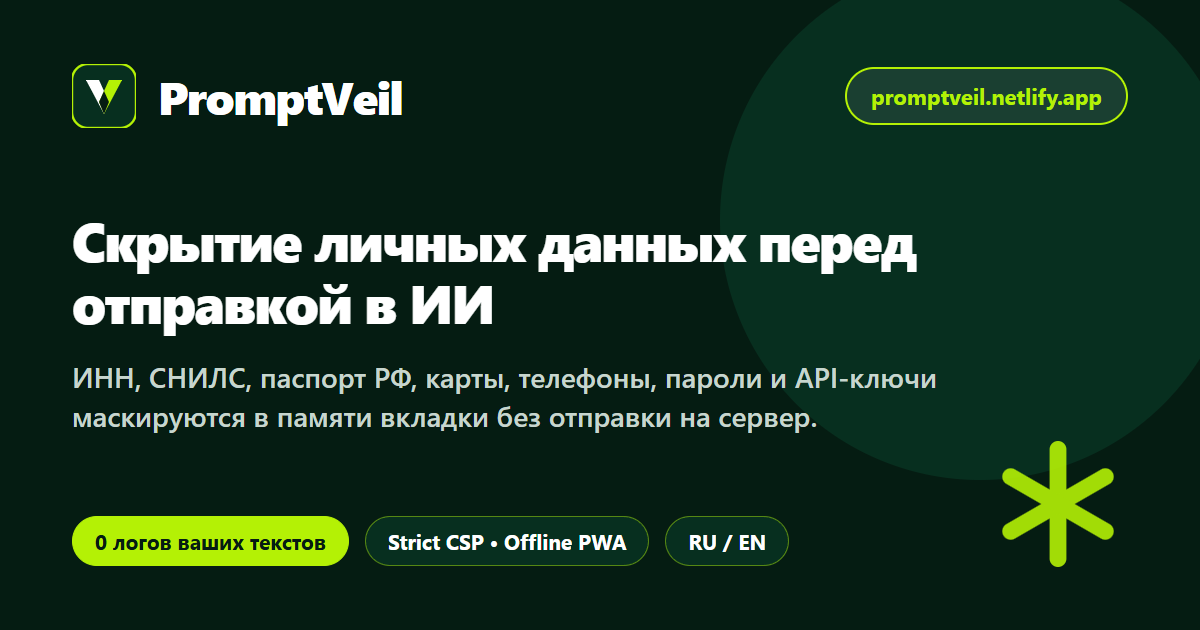 PromptVeil
promptveil.netlify.app
Скрытие личных данных перед
отправкой в ИИ
ИНН, СНИЛС, паспорт РФ, карты, телефоны, пароли и API-ключи
маскируются в памяти вкладки без отправки на сервер.
0 логов ваших текстов
Strict CSP • Offline PWA
RU / EN